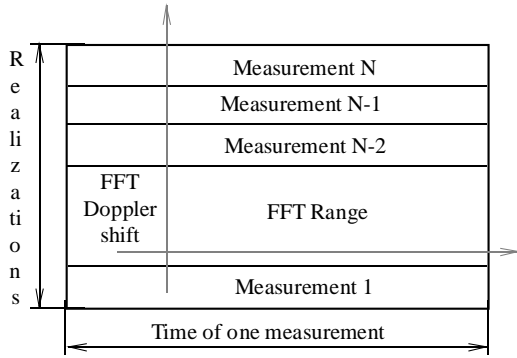 Realizations
Measurement N
Measurement N-1
Measurement N-2
FFT
Doppler
shift
FFT Range
Measurement 1
Time of one measurement